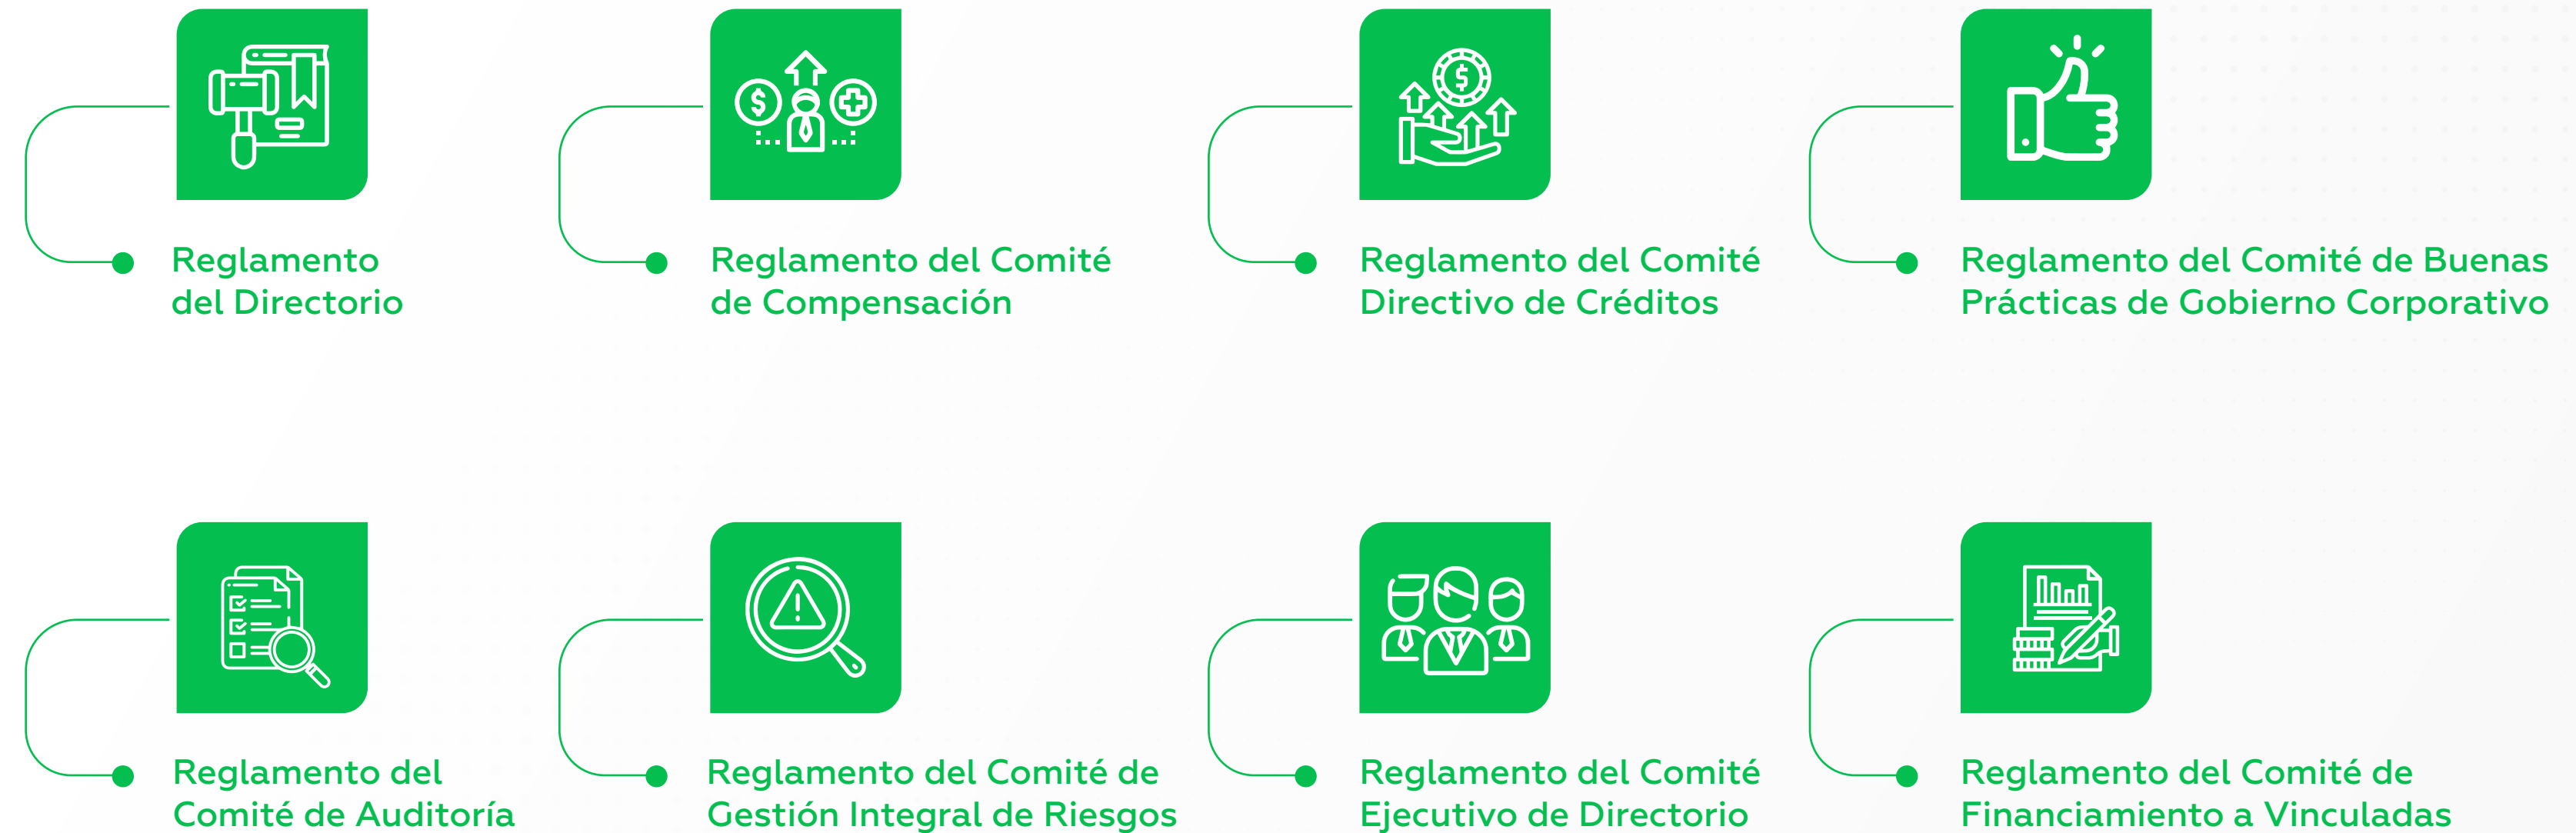 Reglamento
del Directorio
Reglamento del Comité
de Compensación
Reglamento del Comité
Directivo de Créditos
Reglamento del Comité de Buenas
Prácticas de Gobierno Corporativo
Reglamento del
Comité de Auditoría
Reglamento del Comité de
Gestión Integral de Riesgos
Reglamento del Comité
Ejecutivo de Directorio
Reglamento del Comité de
Financiamiento a Vinculadas